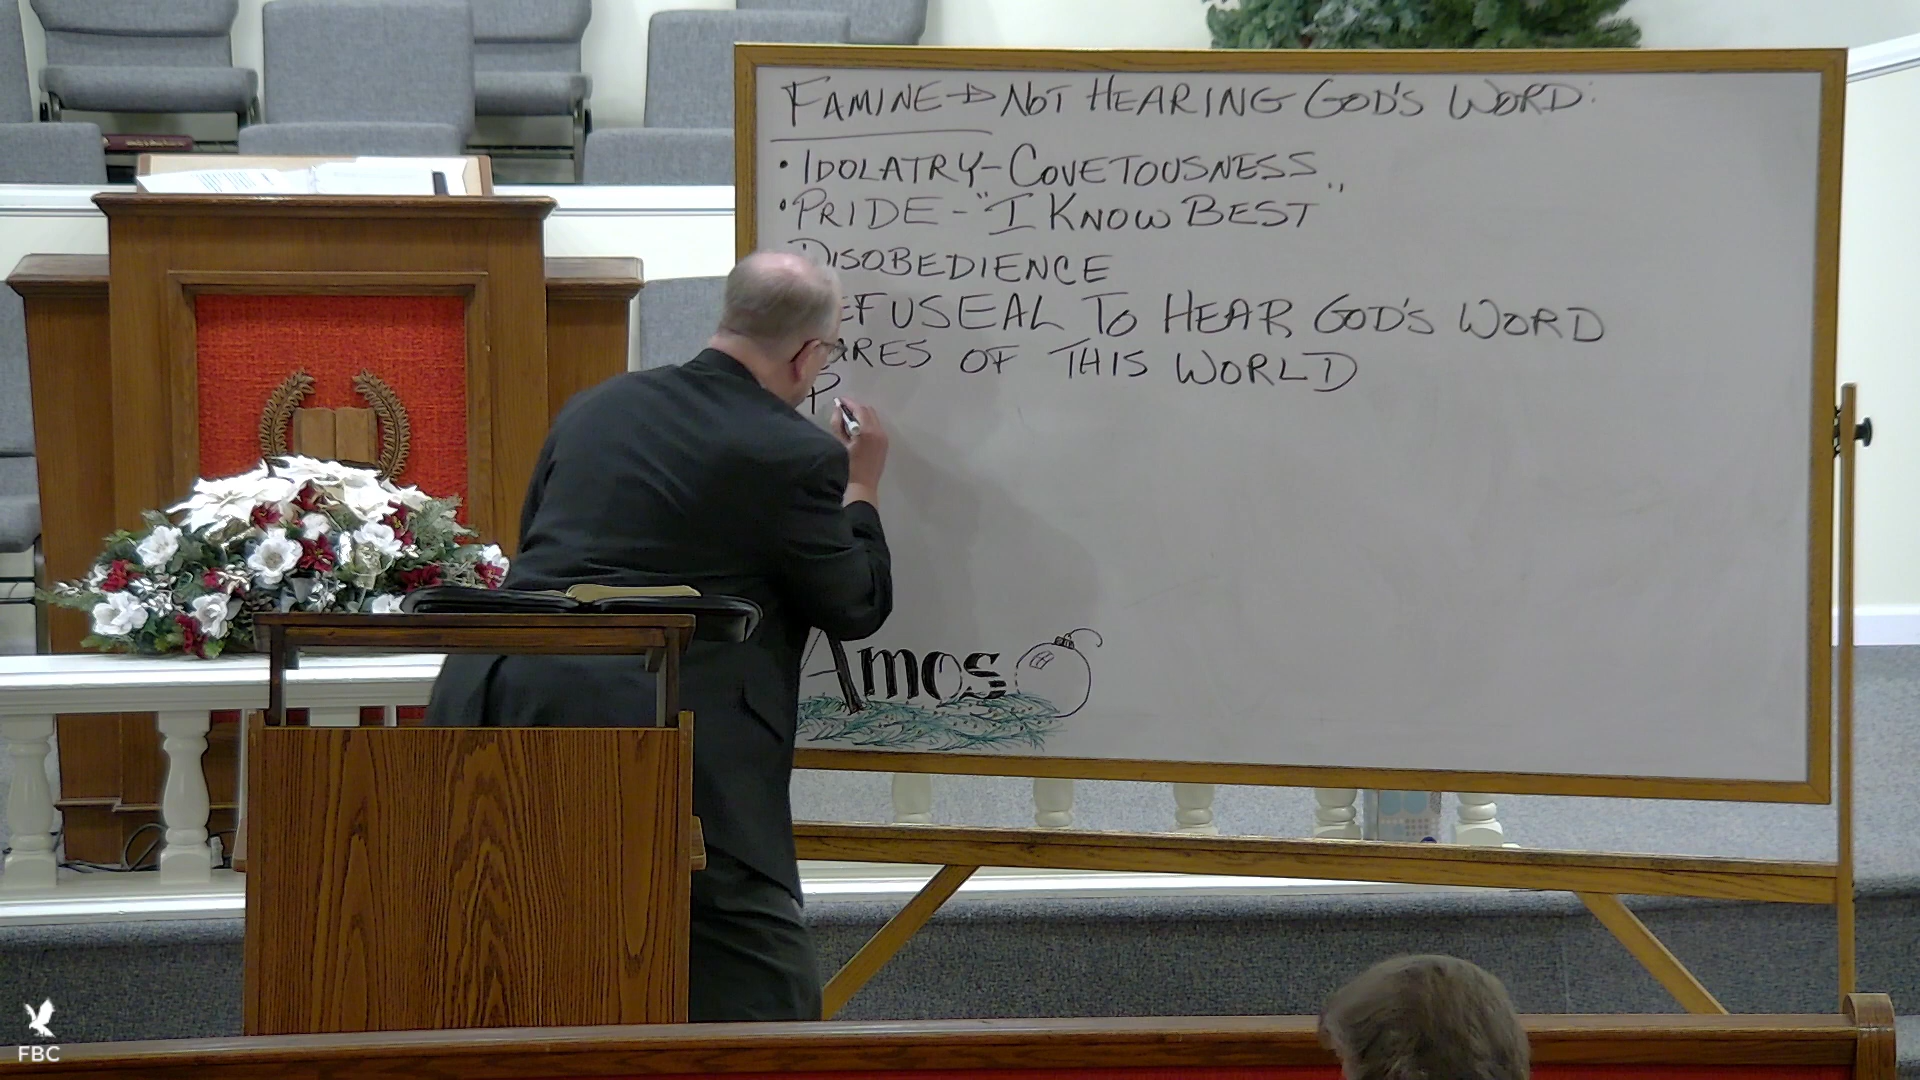 FAMINE → NOT HEARING GOD'S WORD:
• IDOLATRY - COVETOUSNESS
• PRIDE - "I KNOW BEST"
DISOBEDIENCE
EFUSEAL TO HEAR GOD'S WORD
ARES OF THIS WORLD
P
Amos
FBC